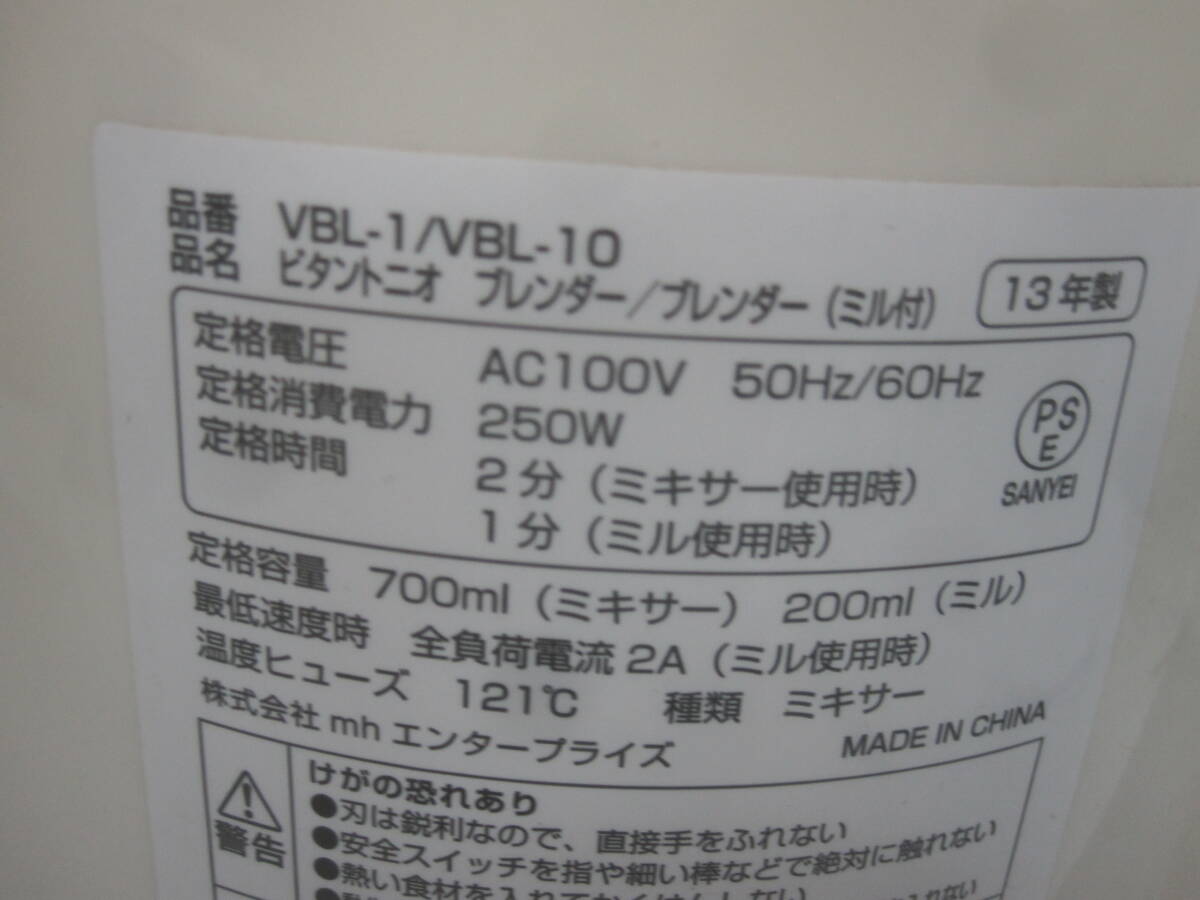 品番 VBL-1/VBL-10
品名 ビタントニオ ブレンダー/ブレンダー（ミル付） 13年製
定格電圧 AC100V 50Hz/60Hz
定格消費電力 250W
定格時間 2分（ミキサー使用時）
1分（ミル使用時）
PS
E
SANYEI
定格容量 700ml（ミキサー） 200ml（ミル）
最低速度時 全負荷電流 2A（ミル使用時）
温度ヒューズ 121℃ 種類 ミキサー
株式会社 mh エンタープライズ MADE IN CHINA
警告
けがの恐れあり
●刃は鋭利なので、直接手をふれない
●安全スイッチを指や細い棒などで絶対に触れない
●熱い食材を入れて